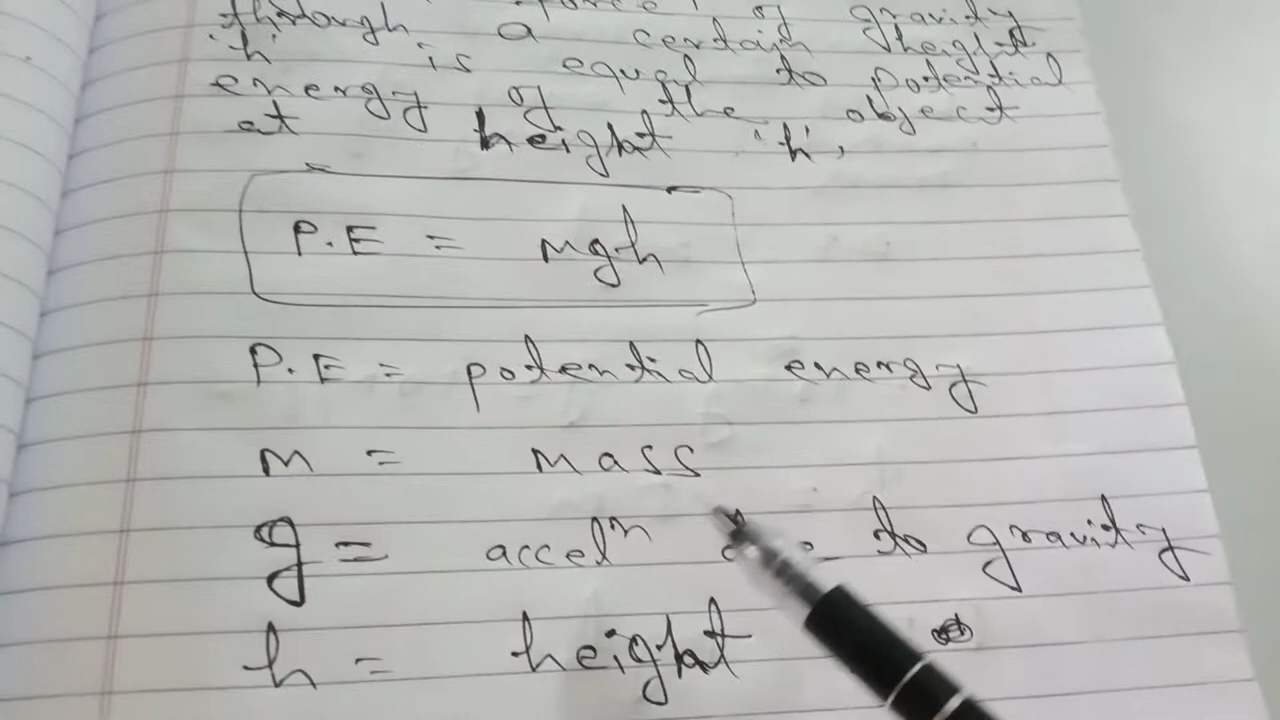 through a certain height
'h' is equal to potential
energy of the object
at height 'h',
P.E = mgh
P.E = potential energy
m = mass
g = accelⁿ to gravity
h = height